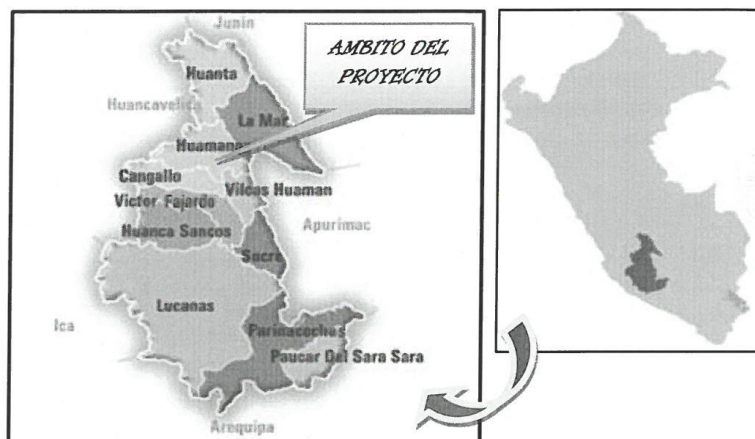 Junin
AMBITO DEL
PROYECTO
Huanta
Huancavelica
La Mar
Huamanga
Cangallo
Vilcas Huaman
Victor Fajardo
Apurimac
Huanca Sancos
Sucre
Lucanas
Ica
Parinacochas
Paucar Del Sara Sara
Arequipa